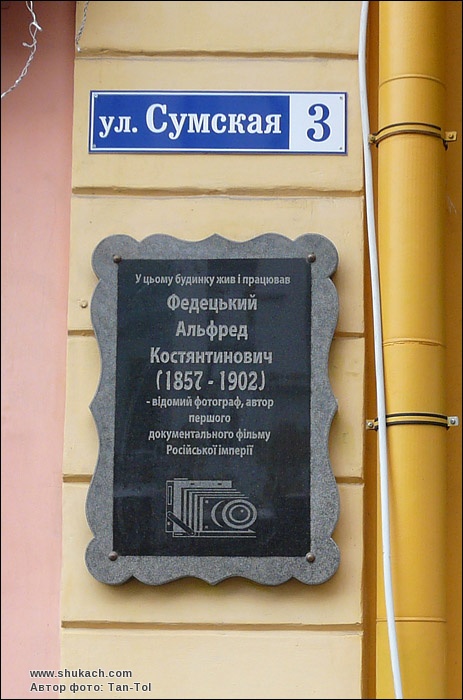 ул. Сумская 3
У цьому будинку жив і працював
Федецький
Альфред
Костянтинович
(1857 - 1902)
- відомий фотограф, автор
першого
документального фільму
Російської імперії
www.shukach.com
Автор фото: Tan-Tol